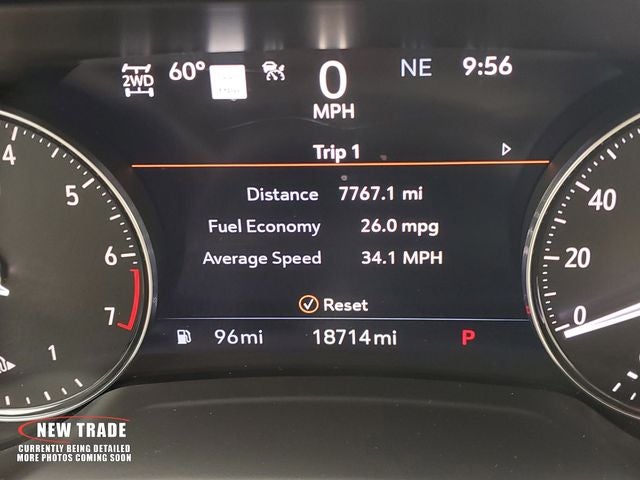 2WD 60° 0 NE 9:56
MPH
Trip 1
Distance 7767.1 mi
Fuel Economy 26.0 mpg
Average Speed 34.1 MPH
Reset
96mi 18714mi P
4
5
6
7
1
40
20
0
NEW TRADE
CURRENTLY BEING DETAILED
MORE PHOTOS COMING SOON